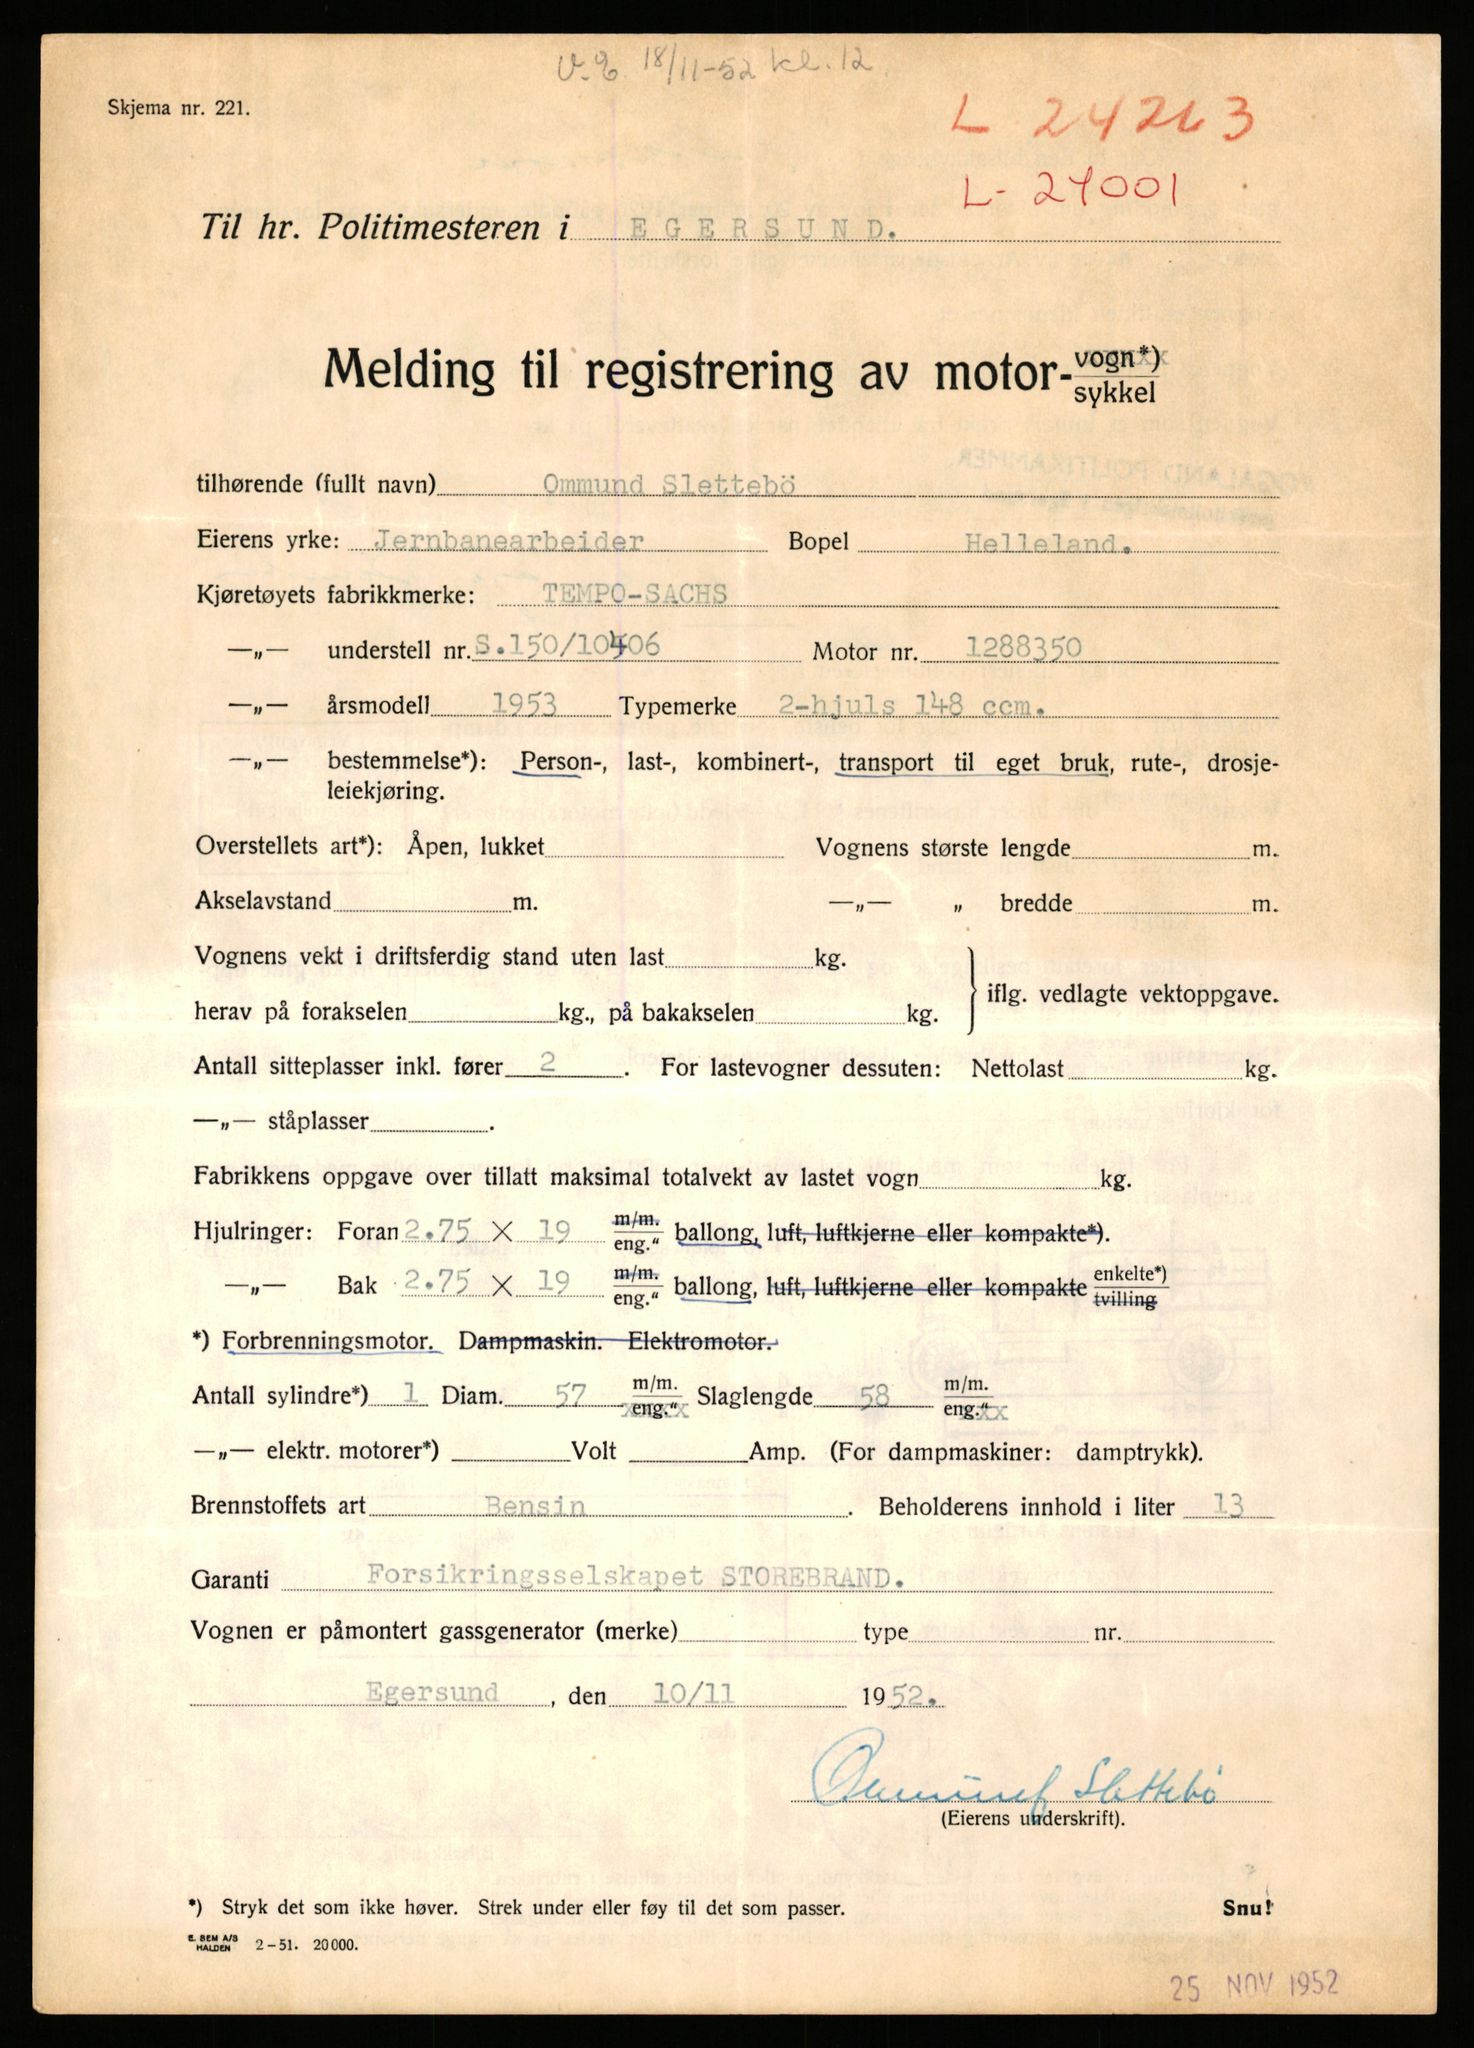 V.E. 18/11-52 kl. 12.
Skjema nr. 221.
L 24263
L-24001
Til hr. Politimesteren i EGERSUND.
Melding til registrering av motor-vogn*)
sykkel
tilhørende (fullt navn) Ommund Slettebö
Eierens yrke: Jernbanearbeider Bopel Helleland.
Kjøretøyets fabrikkmerke: TEMPO-SACHS
—„— understell nr. S.150/10406 Motor nr. 1288350
—„— årsmodell 1953 Typemerke 2-hjuls 148 ccm.
—„— bestemmelse*): Person-, last-, kombinert-, transport til eget bruk, rute-, drosje-
leiekjøring.
Overstellets art*): Åpen, lukket Vognens største lengde m.
Akselavstand m. —„— „ bredde m.
Vognens vekt i driftsferdig stand uten last kg.
herav på forakselen kg., på bakakselen kg. iflg. vedlagte vektoppgave.
Antall sitteplasser inkl. fører 2. For lastevogner dessuten: Nettolast kg.
—„— ståplasser .
Fabrikkens oppgave over tillatt maksimal totalvekt av lastet vogn kg.
Hjulringer: Foran 2.75 X 19 m/m. eng." ballong, luft, luftkjerne eller kompakte*).
—„— Bak 2.75 X 19 m/m. eng." ballong, luft, luftkjerne eller kompakte enkelte*) tvilling
*) Forbrenningsmotor. Dampmaskin. Elektromotor.
Antall sylindre*) 1 Diam. 57 m/m. eng." Slaglengde 58 m/m. eng."
—„— elektr. motorer*) Volt Amp. (For dampmaskiner: damptrykk).
Brennstoffets art Bensin. Beholderens innhold i liter 13
Garanti Forsikringsselskapet STOREBRAND.
Vognen er påmontert gassgenerator (merke) type nr.
Egersund, den 10/11 1952.
Ommund Slettebö
(Eierens underskrift).
*) Stryk det som ikke høver. Strek under eller føy til det som passer. Snu!
E. SEM A/S
HALDEN 2-51. 20000.
25 NOV 1952